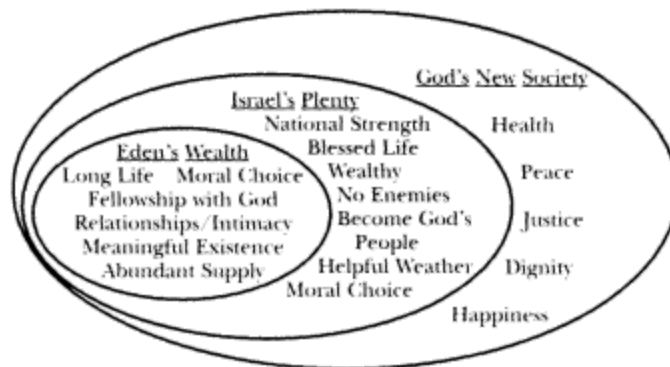 God's New Society
Health
Peace
Justice
Dignity
Happiness
Israel's Plenty
National Strength
Blessed Life
Wealthy
No Enemies
Become God's
People
Helpful Weather
Moral Choice
Eden's Wealth
Long Life Moral Choice
Fellowship with God
Relationships/Intimacy
Meaningful Existence
Abundant Supply